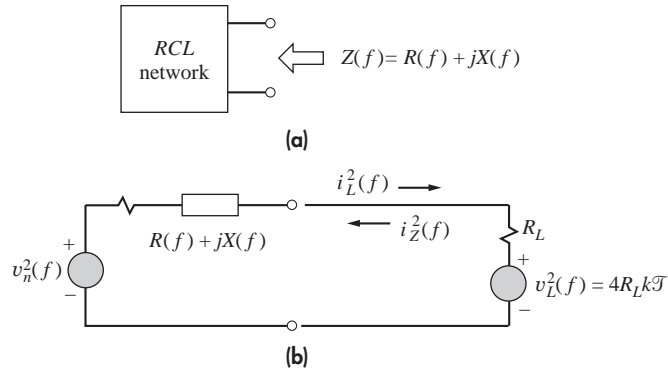 RCL
network
Z(f) = R(f) + jX(f)
(a)
i_L^2(f)
i_Z^2(f)
R(f) + jX(f)
R_L
+
v_n^2(f)
−
+
v_L^2(f) = 4R_L k𝒯
−
(b)